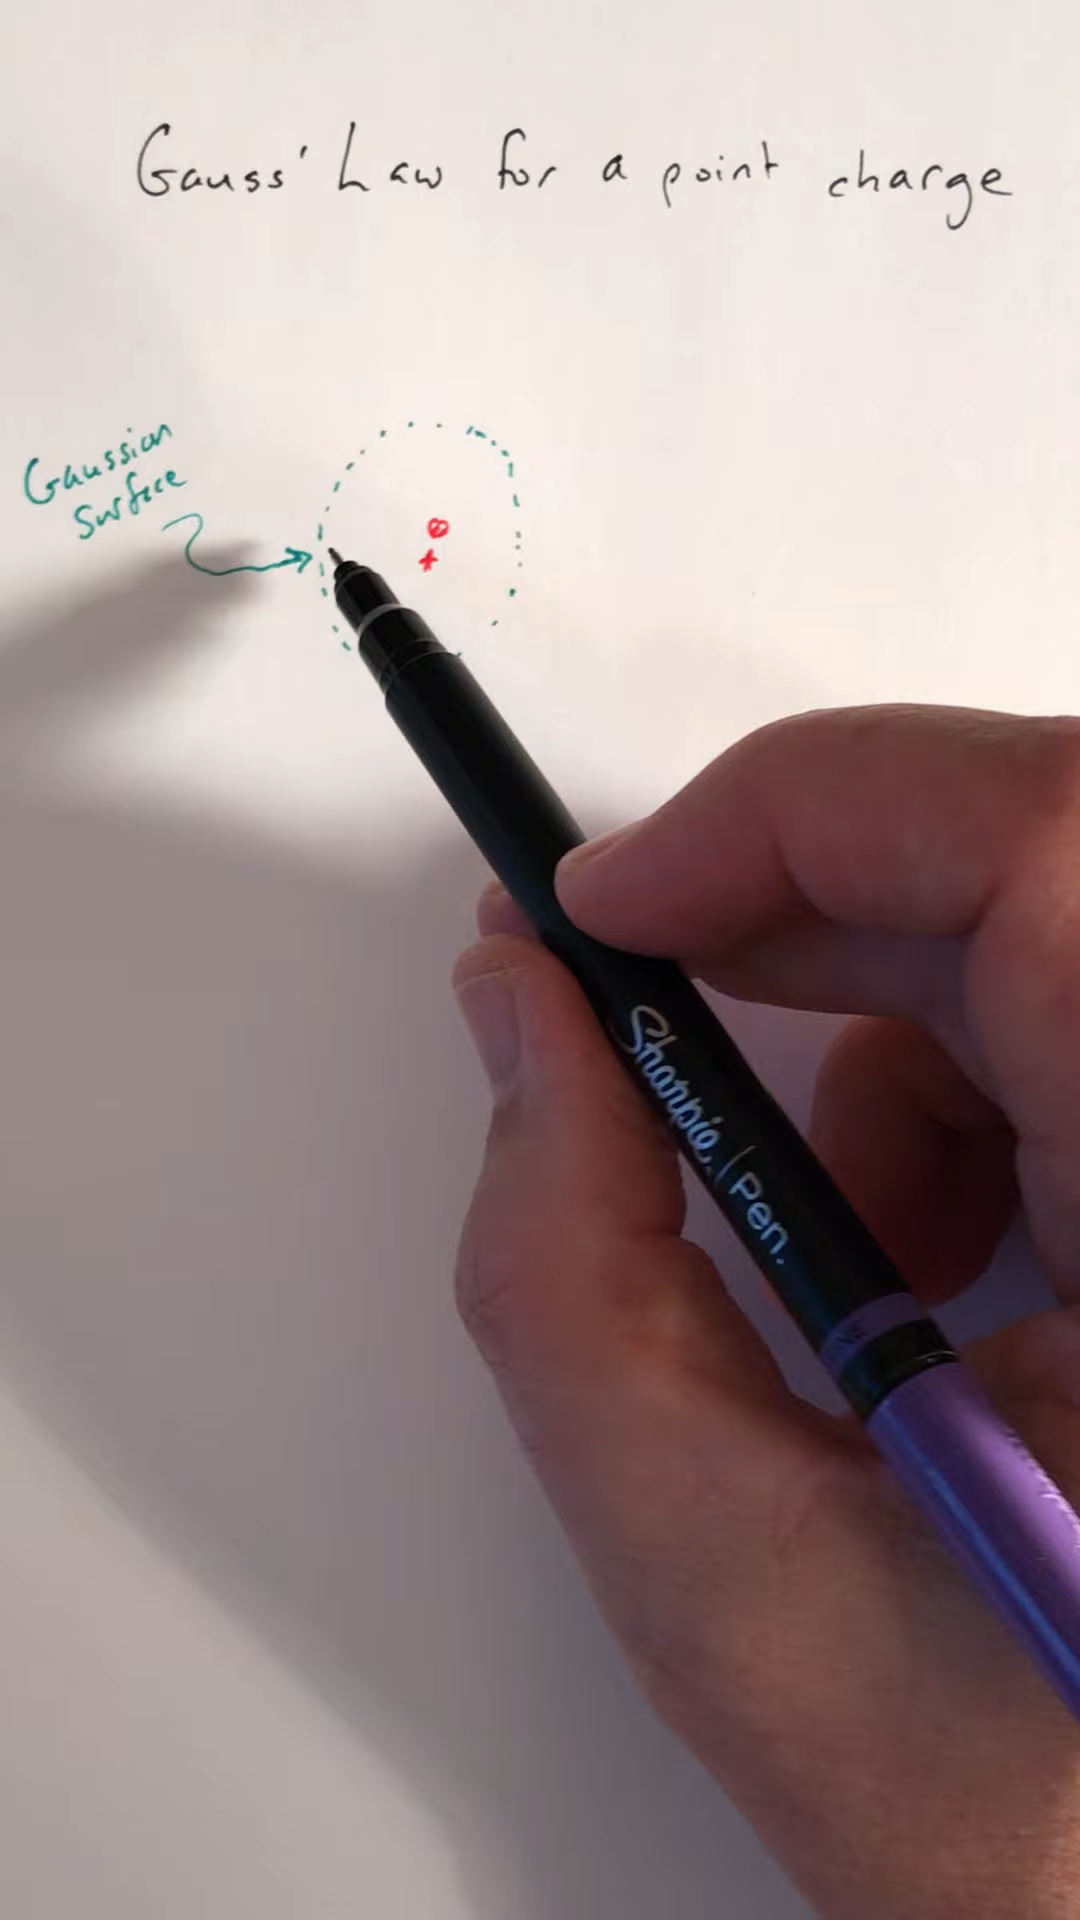 Gauss' Law for a point charge
Gaussian
Surface
+
Sharpie | Pen.